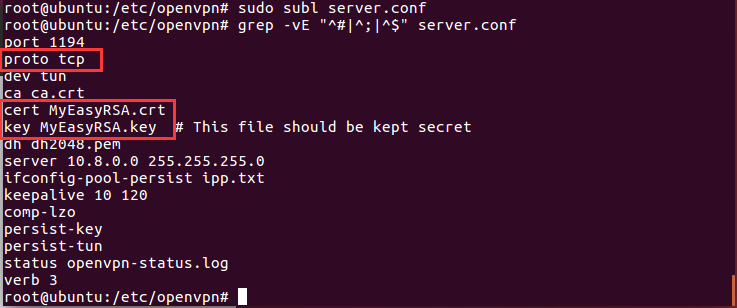 root@ubuntu:/etc/openvpn# sudo subl server.conf
root@ubuntu:/etc/openvpn# grep -vE "^#|^;|^$" server.conf
port 1194
proto tcp
dev tun
ca ca.crt
cert MyEasyRSA.crt
key MyEasyRSA.key  # This file should be kept secret
dh dh2048.pem
server 10.8.0.0 255.255.255.0
ifconfig-pool-persist ipp.txt
keepalive 10 120
comp-lzo
persist-key
persist-tun
status openvpn-status.log
verb 3
root@ubuntu:/etc/openvpn#